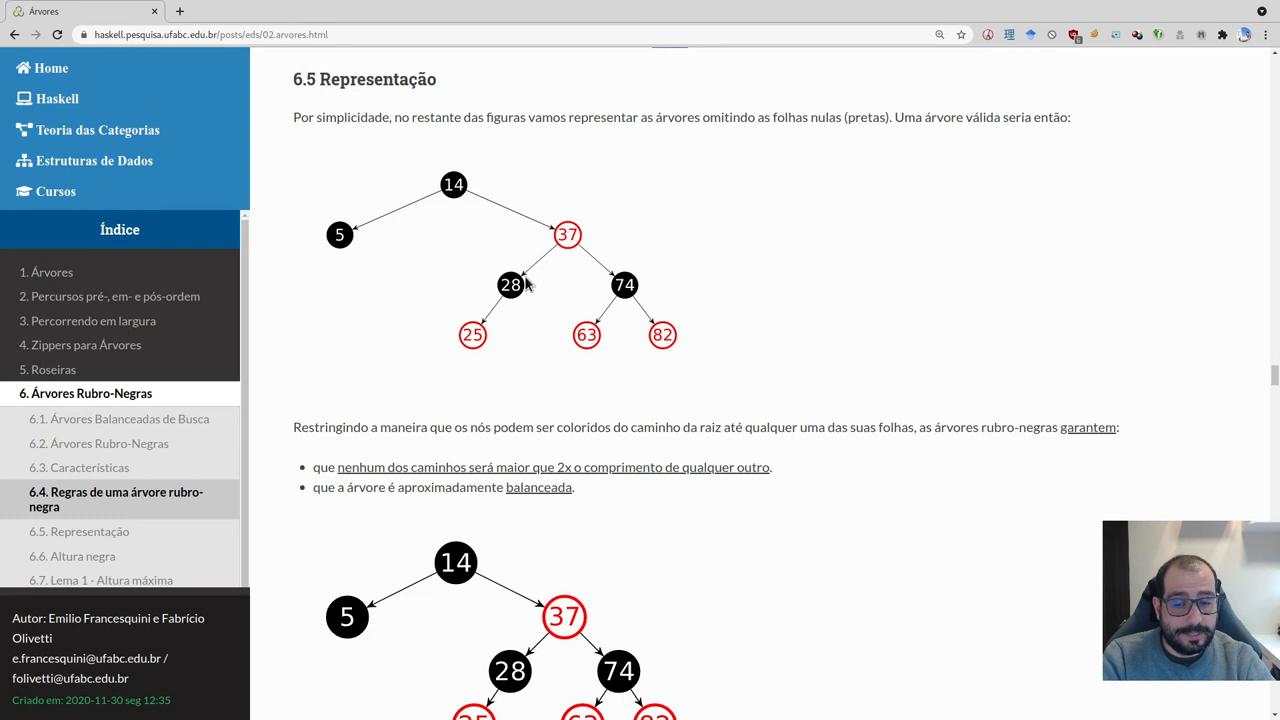 Árvores
haskell.pesquisa.ufabc.edu.br/posts/eds/02.arvores.html
Home
Haskell
Teoria das Categorias
Estruturas de Dados
Cursos
Índice
1. Árvores
2. Percursos pré-, em- e pós-ordem
3. Percorrendo em largura
4. Zippers para Árvores
5. Roseiras
6. Árvores Rubro-Negras
6.1. Árvores Balanceadas de Busca
6.2. Árvores Rubro-Negras
6.3. Características
6.4. Regras de uma árvore rubro-
negra
6.5. Representação
6.6. Altura negra
6.7. Lema 1 - Altura máxima
Autor: Emilio Francesquini e Fabrício
Olivetti
e.francesquini@ufabc.edu.br /
folivetti@ufabc.edu.br
Criado em: 2020-11-30 seg 12:35
6.5 Representação
Por simplicidade, no restante das figuras vamos representar as árvores omitindo as folhas nulas (pretas). Uma árvore válida seria então:
14
5 37
28 74
25 63 82
Restringindo a maneira que os nós podem ser coloridos do caminho da raiz até qualquer uma das suas folhas, as árvores rubro-negras garantem:
• que nenhum dos caminhos será maior que 2x o comprimento de qualquer outro.
• que a árvore é aproximadamente balanceada.
14
5 37
28 74
25 63 82